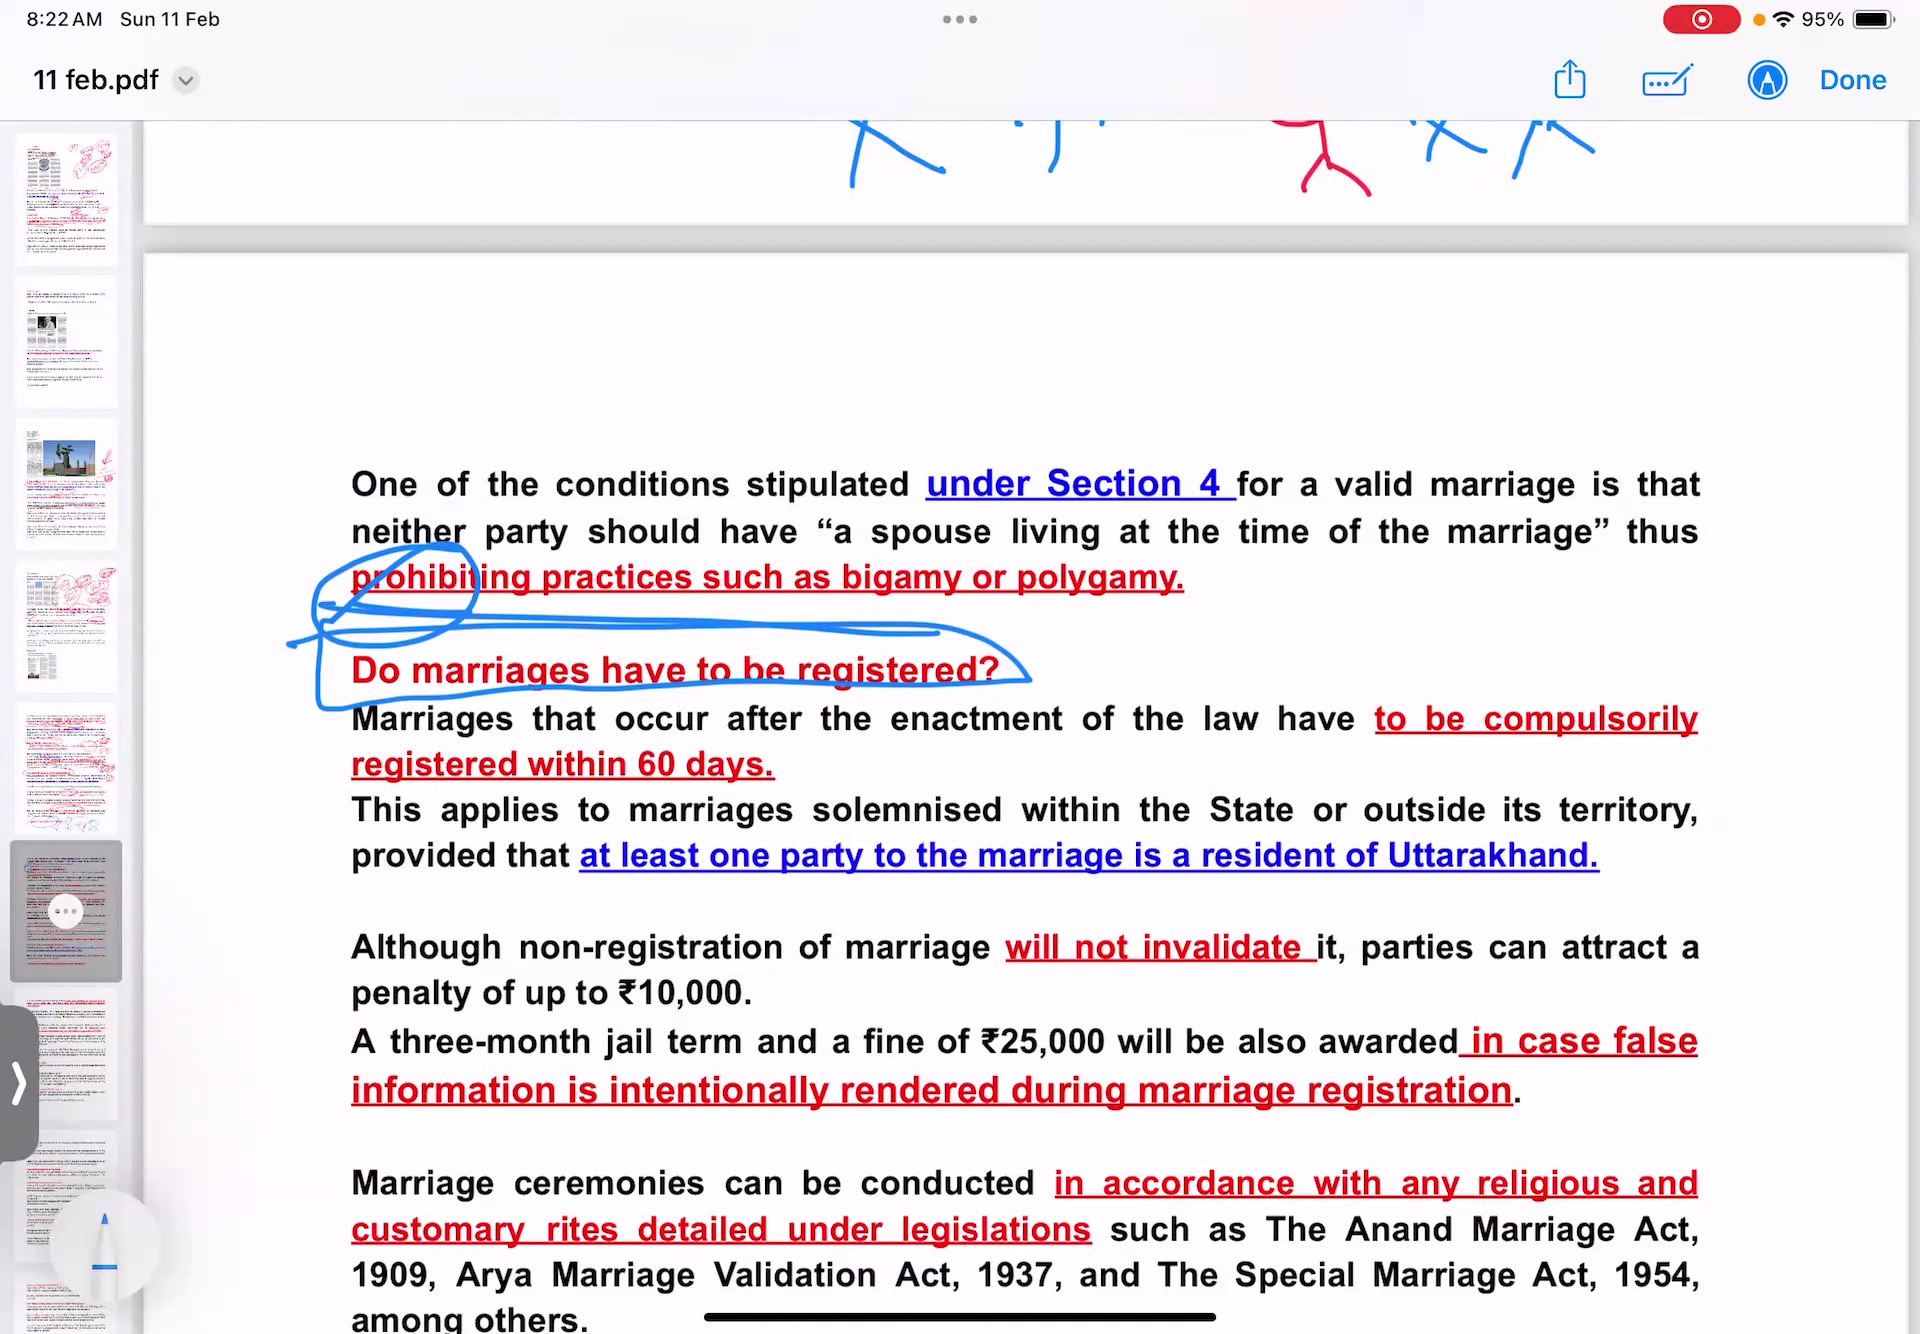 8:22 AM Sun 11 Feb
95%
11 feb.pdf
Done
One of the conditions stipulated under Section 4 for a valid marriage is that
neither party should have “a spouse living at the time of the marriage” thus
prohibiting practices such as bigamy or polygamy.
Do marriages have to be registered?
Marriages that occur after the enactment of the law have to be compulsorily
registered within 60 days.
This applies to marriages solemnised within the State or outside its territory,
provided that at least one party to the marriage is a resident of Uttarakhand.
Although non-registration of marriage will not invalidate it, parties can attract a
penalty of up to ₹10,000.
A three-month jail term and a fine of ₹25,000 will be also awarded in case false
information is intentionally rendered during marriage registration.
Marriage ceremonies can be conducted in accordance with any religious and
customary rites detailed under legislations such as The Anand Marriage Act,
1909, Arya Marriage Validation Act, 1937, and The Special Marriage Act, 1954,
among others.